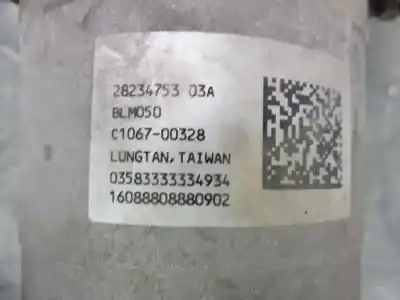 28234753 03A
BLM050
C1067-00328
LUNGTAN, TAIWAN
03583333334934
16088808880902